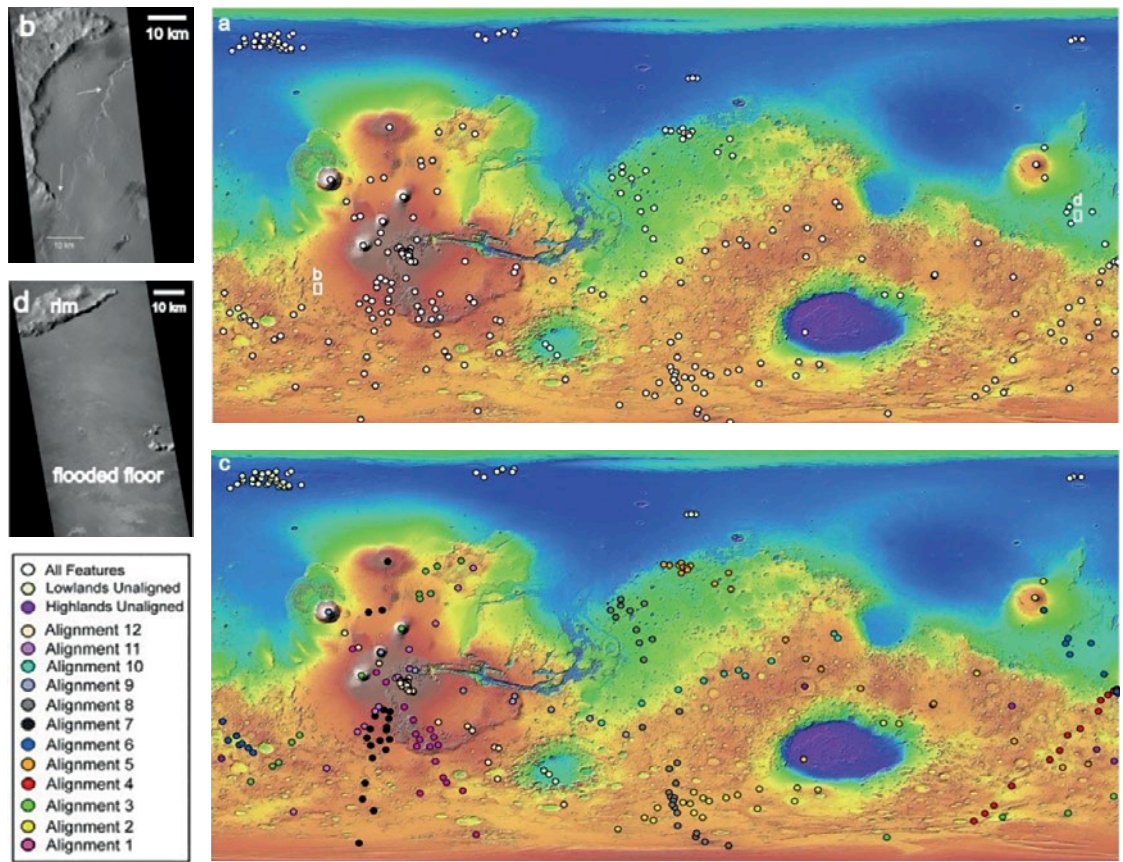 b
10 km
10 km
d
rim
10 km
flooded floor
a
b
d
c
All Features
Lowlands Unaligned
Highlands Unaligned
Alignment 12
Alignment 11
Alignment 10
Alignment 9
Alignment 8
Alignment 7
Alignment 6
Alignment 5
Alignment 4
Alignment 3
Alignment 2
Alignment 1